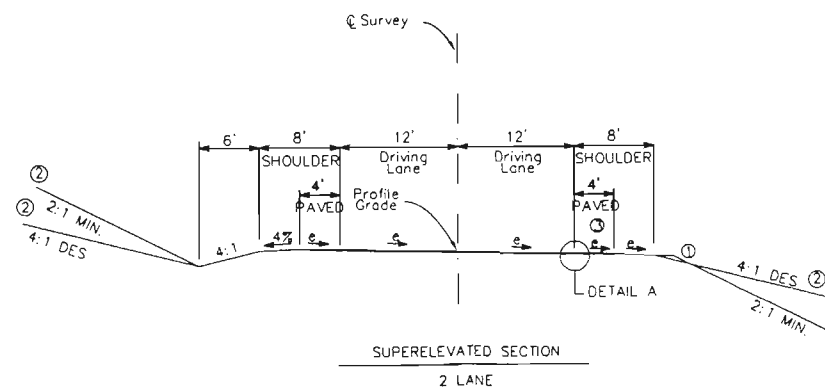 ℄ Survey
6' 8' 12' 12' 8'
SHOULDER Driving Lane Driving Lane SHOULDER
4' 4'
PAVED Profile Grade PAVED
③
② 2:1 MIN.
② 4:1 DES
4:1 4% e e e e e ①
4:1 DES ②
2:1 MIN.
DETAIL A
SUPERELEVATED SECTION
2 LANE